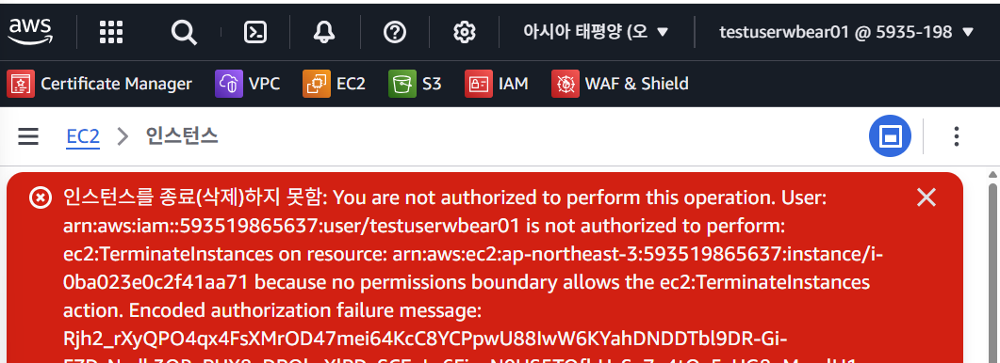 aws
아시아 태평양 (오 testuserwbear01 @ 5935-198
Certificate Manager VPC EC2 S3 IAM WAF & Shield
EC2 인스턴스
인스턴스를 종료(삭제)하지 못함: You are not authorized to perform this operation. User:
arn:aws:iam::593519865637:user/testuserwbear01 is not authorized to perform:
ec2:TerminateInstances on resource: arn:aws:ec2:ap-northeast-3:593519865637:instance/i-
0ba023e0c2f41aa71 because no permissions boundary allows the ec2:TerminateInstances
action. Encoded authorization failure message:
Rjh2_rXyQPO4qx4FsXMrOD47mei64KcC8YCPpwU88IwW6KYahDNDDTbl9DR-Gi-